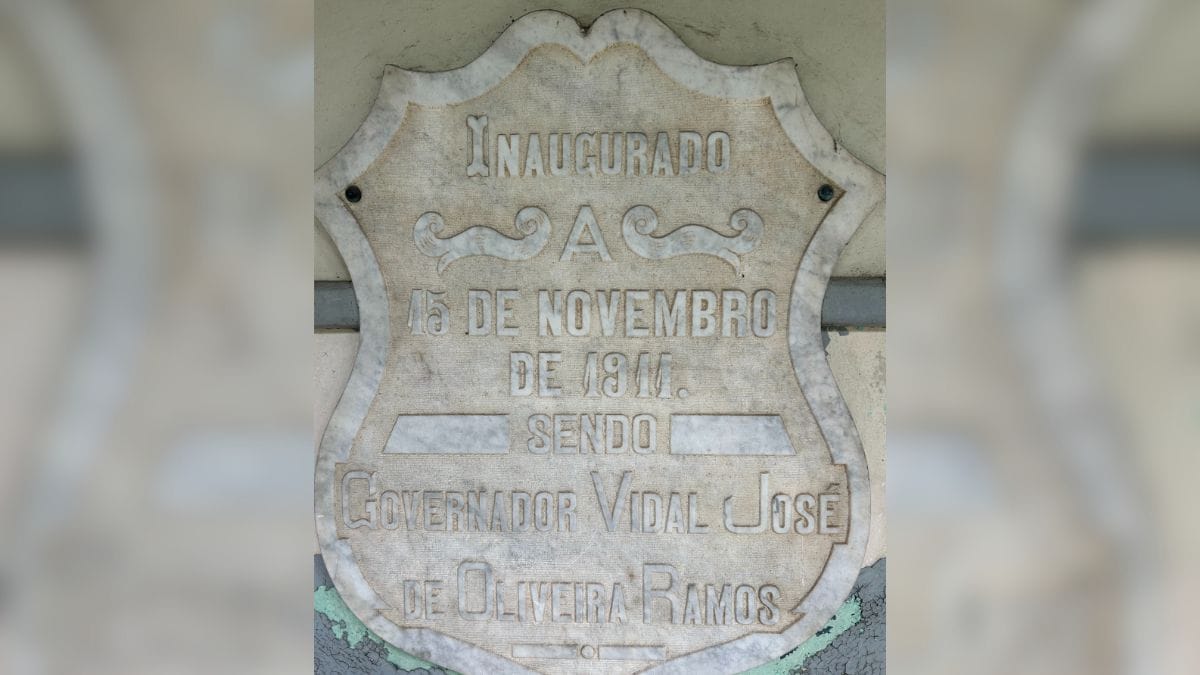 INAUGURADO
A
15 DE NOVEMBRO
DE 1911.
SENDO
GOVERNADOR VIDAL JOSÉ
DE OLIVEIRA RAMOS